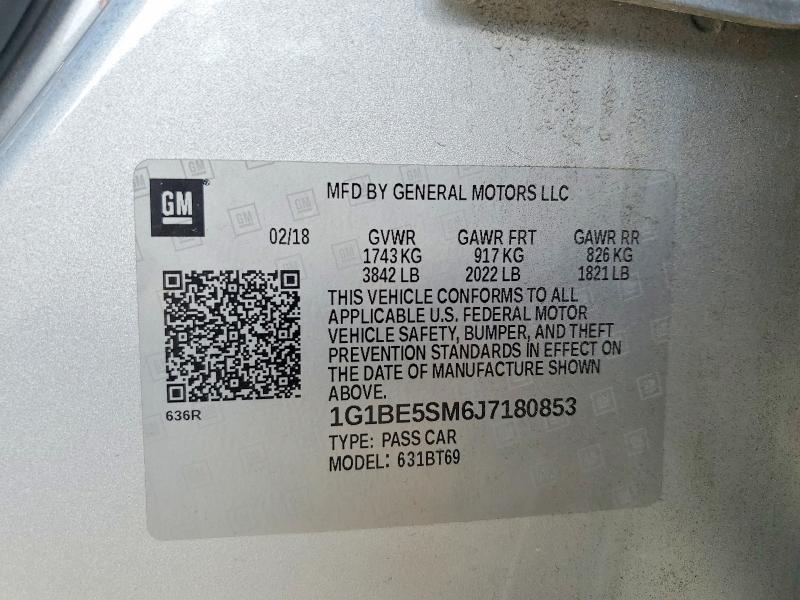 GM
MFD BY GENERAL MOTORS LLC
02/18 GVWR GAWR FRT GAWR RR
1743 KG 917 KG 826 KG
3842 LB 2022 LB 1821 LB
THIS VEHICLE CONFORMS TO ALL
APPLICABLE U.S. FEDERAL MOTOR
VEHICLE SAFETY, BUMPER, AND THEFT
PREVENTION STANDARDS IN EFFECT ON
THE DATE OF MANUFACTURE SHOWN
ABOVE.
636R
1G1BE5SM6J7180853
TYPE: PASS CAR
MODEL: 631BT69